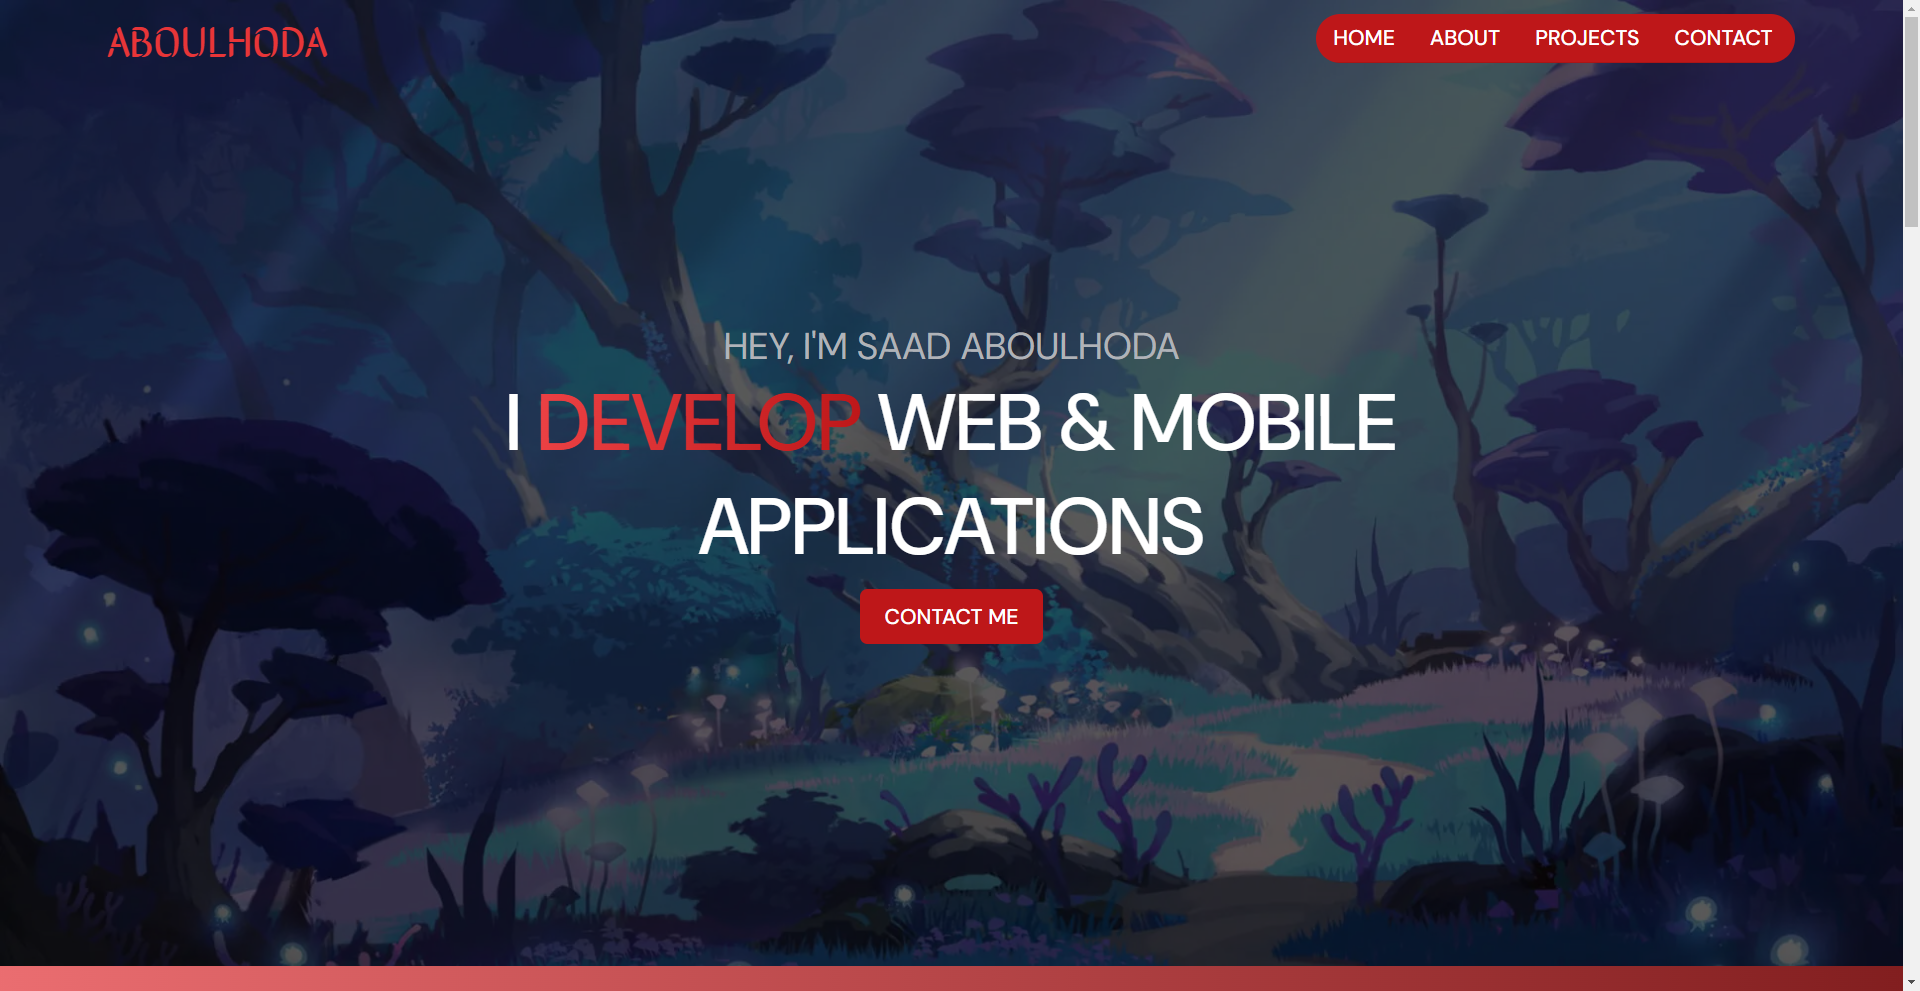 ABOULHODA
HOME ABOUT PROJECTS CONTACT
HEY, I'M SAAD ABOULHODA
I DEVELOP WEB & MOBILE
APPLICATIONS
CONTACT ME